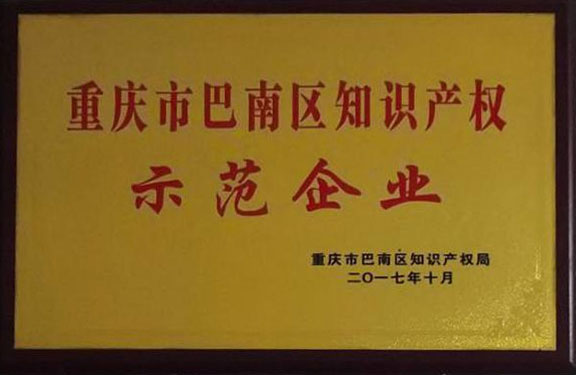 重庆市巴南区知识产权
示范企业
重庆市巴南区知识产权局
二〇一七年十月